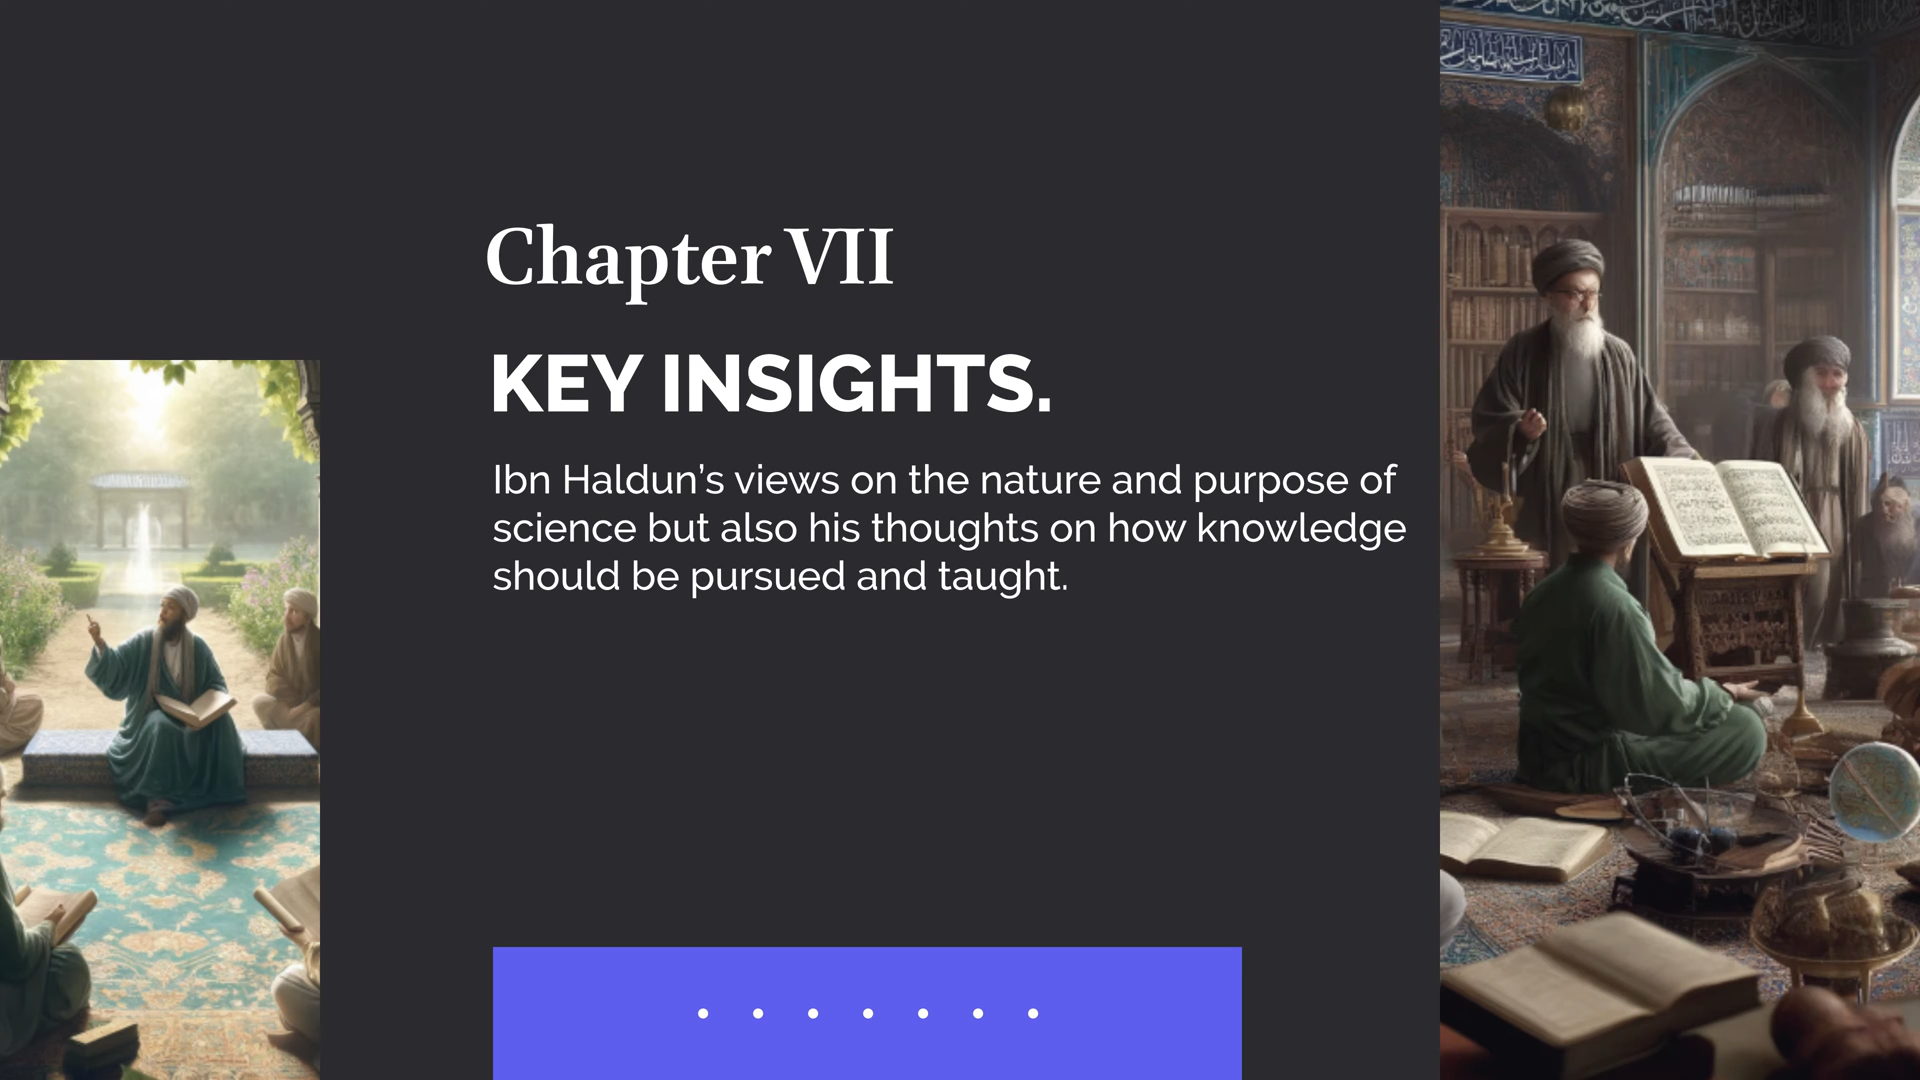 Chapter VII
KEY INSIGHTS.
Ibn Haldun’s views on the nature and purpose of
science but also his thoughts on how knowledge
should be pursued and taught.